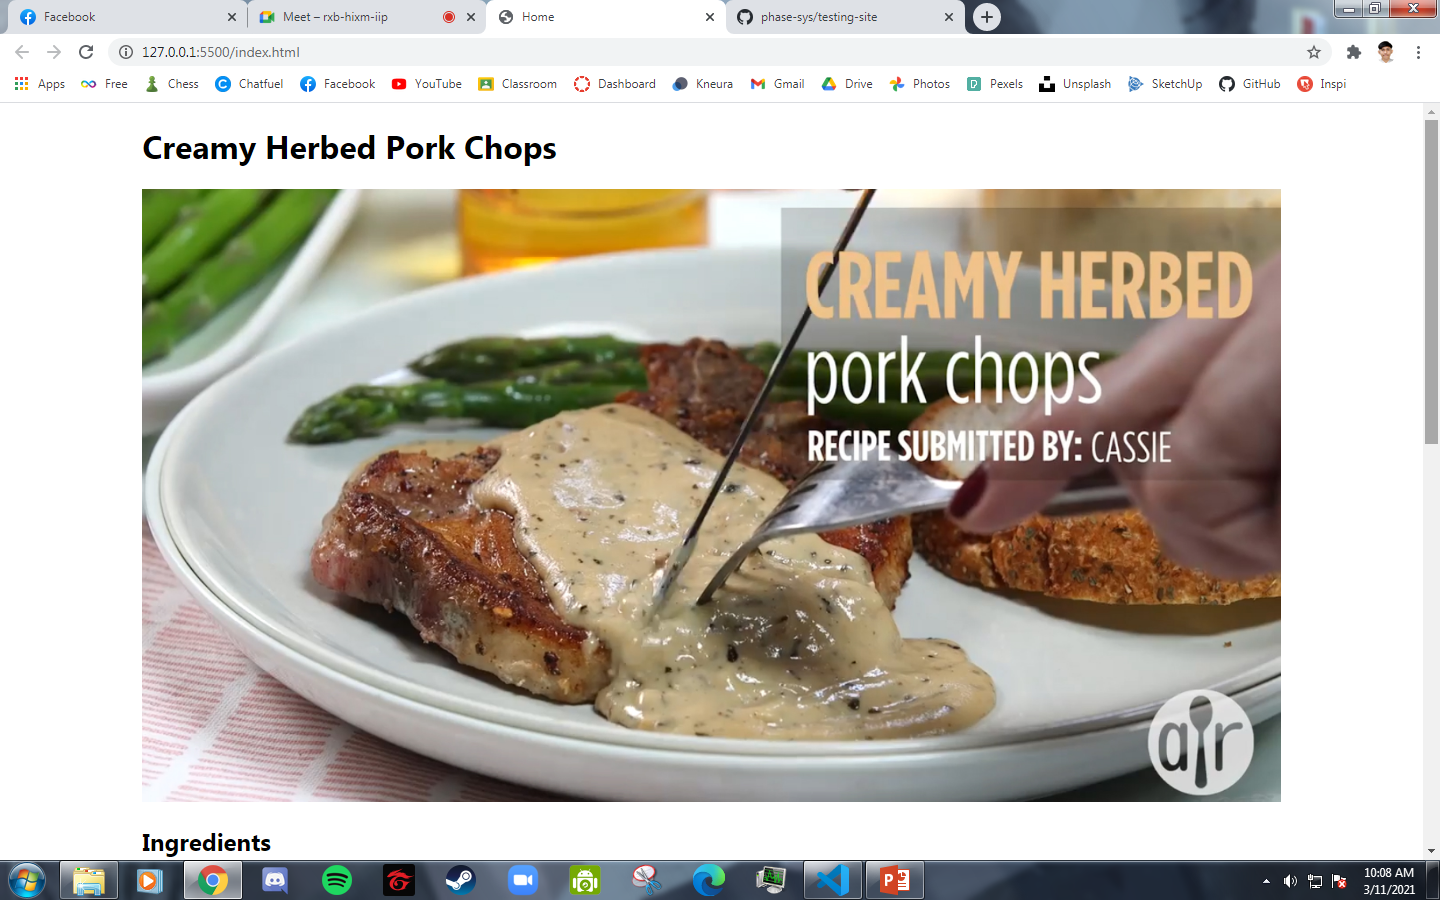 Facebook
Meet – rxb-hixm-iip
Home
phase-sys/testing-site
127.0.0.1:5500/index.html
Apps
Free
Chess
Chatfuel
Facebook
YouTube
Classroom
Dashboard
Kneura
Gmail
Drive
Photos
Pexels
Unsplash
SketchUp
GitHub
Inspi
Creamy Herbed Pork Chops
CREAMY HERBED
pork chops
RECIPE SUBMITTED BY: CASSIE
ar
Ingredients
10:08 AM
3/11/2021